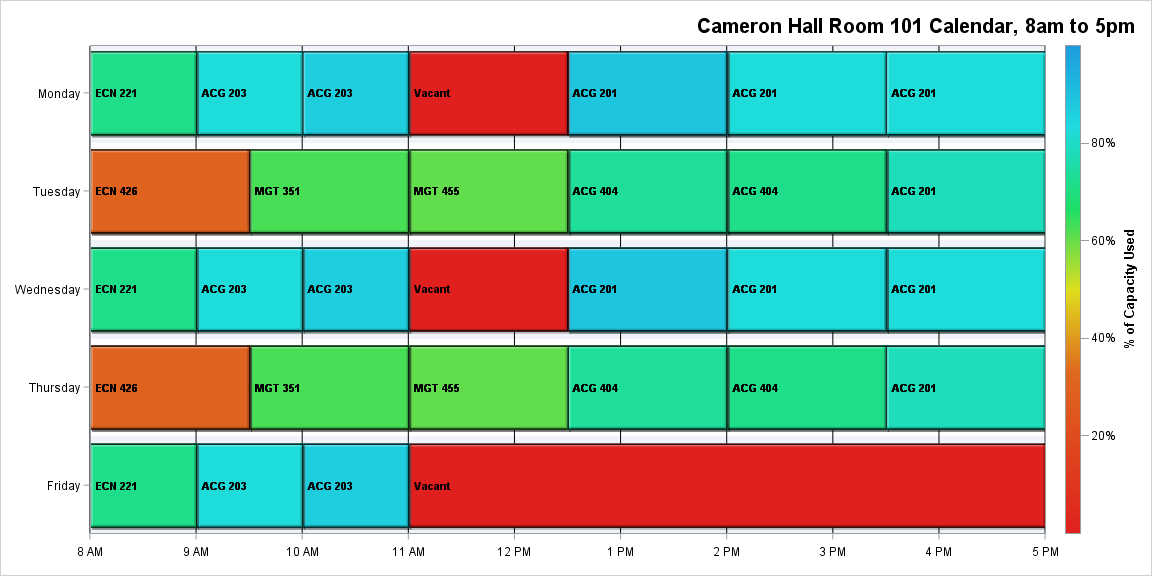 Cameron Hall Room 101 Calendar, 8am to 5pm
Monday
ECN 221
ACG 203
ACG 203
Vacant
ACG 201
ACG 201
ACG 201
Tuesday
ECN 426
MGT 351
MGT 455
ACG 404
ACG 404
ACG 201
Wednesday
ECN 221
ACG 203
ACG 203
Vacant
ACG 201
ACG 201
ACG 201
Thursday
ECN 426
MGT 351
MGT 455
ACG 404
ACG 404
ACG 201
Friday
ECN 221
ACG 203
ACG 203
Vacant
8 AM
9 AM
10 AM
11 AM
12 PM
1 PM
2 PM
3 PM
4 PM
5 PM
80%
60%
40%
20%
% of Capacity Used